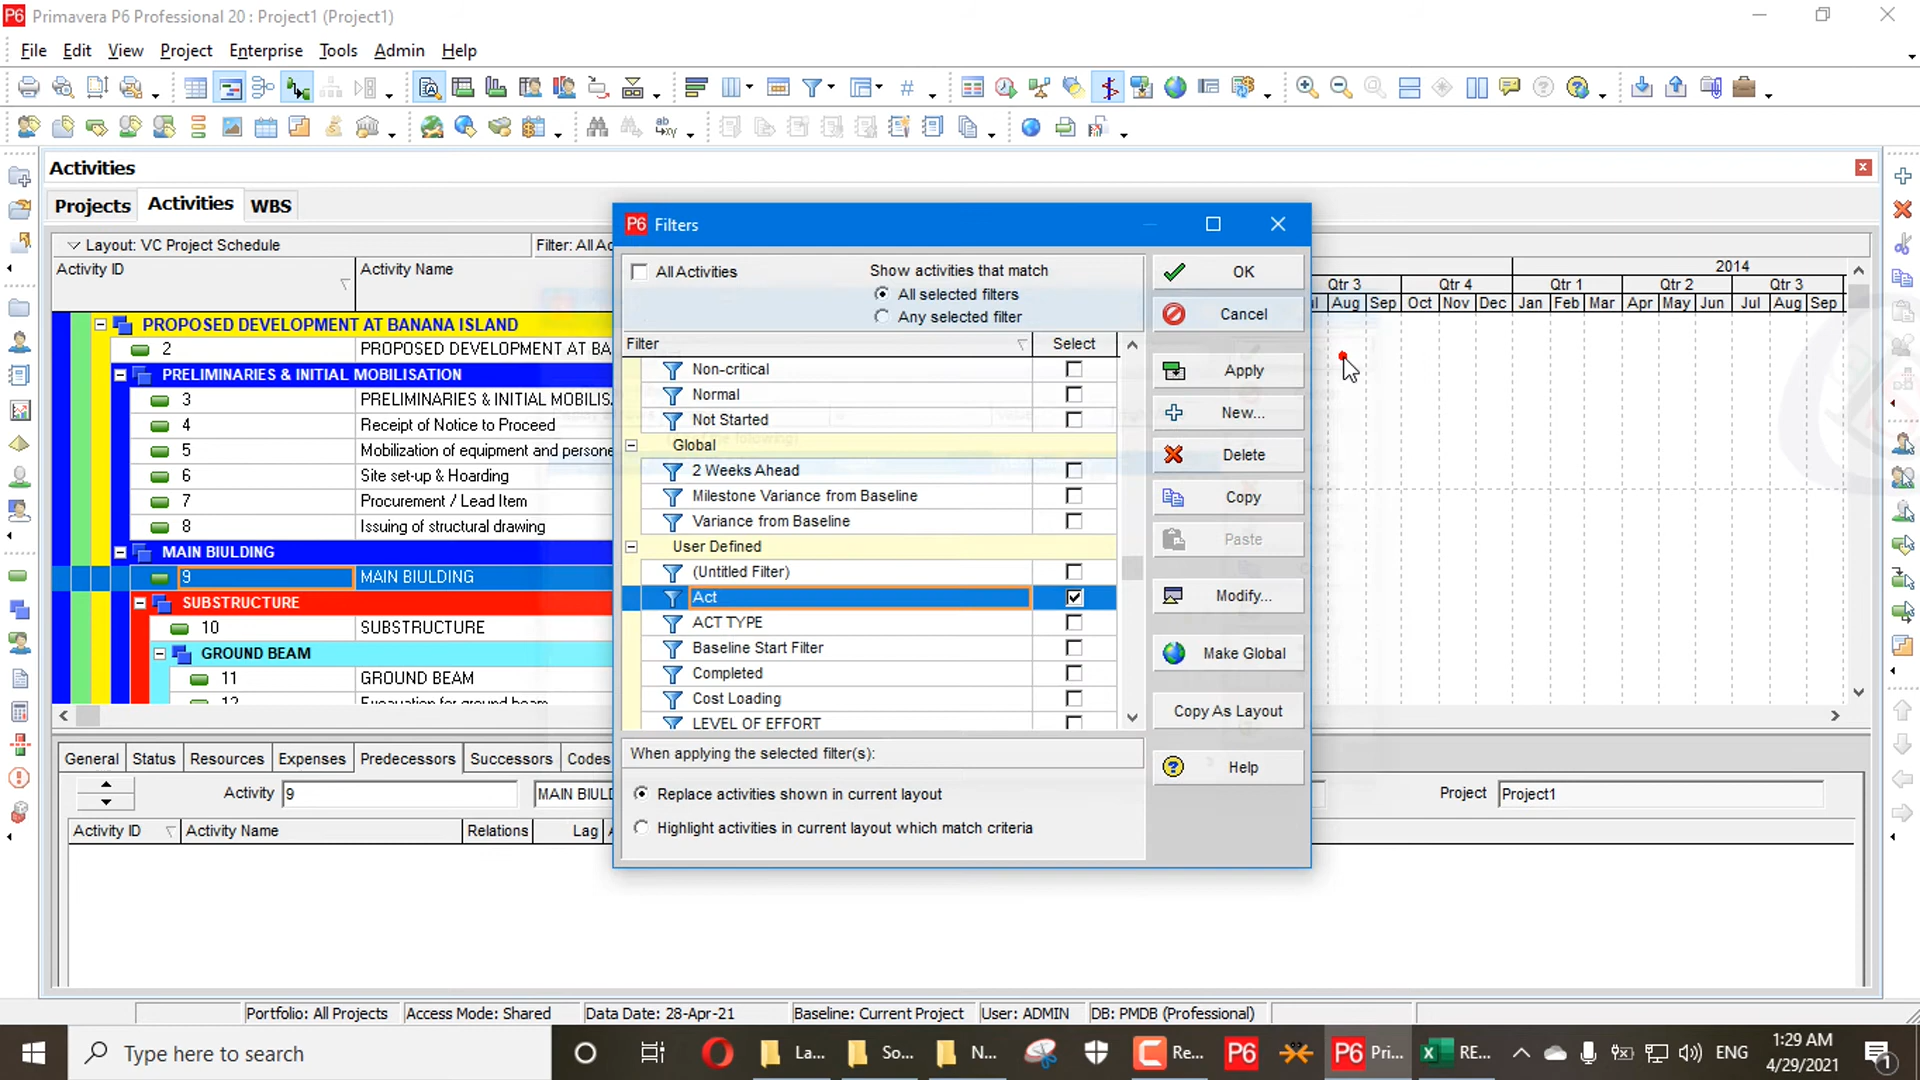 P6 Primavera P6 Professional 20 : Project1 (Project1)
File Edit View Project Enterprise Tools Admin Help
Activities
Projects Activities WBS
Layout: VC Project Schedule Filter: All Ac
Activity ID Activity Name
PROPOSED DEVELOPMENT AT BANANA ISLAND
2 PROPOSED DEVELOPMENT AT BA
PRELIMINARIES & INITIAL MOBILISATION
3 PRELIMINARIES & INITIAL MOBILIS
4 Receipt of Notice to Proceed
5 Mobilization of equipment and persone
6 Site set-up & Hoarding
7 Procurement / Lead Item
8 Issuing of structural drawing
MAIN BIULDING
9 MAIN BIULDING
SUBSTRUCTURE
10 SUBSTRUCTURE
GROUND BEAM
11 GROUND BEAM
12 Excavation for ground beam
2014
Qtr 3 Qtr 4 Qtr 1 Qtr 2 Qtr 3
Aug Sep Oct Nov Dec Jan Feb Mar Apr May Jun Jul Aug Sep
P6 Filters
All Activities
Show activities that match
All selected filters
Any selected filter
Filter Select
Non-critical
Normal
Not Started
Global
2 Weeks Ahead
Milestone Variance from Baseline
Variance from Baseline
User Defined
(Untitled Filter)
Act
ACT TYPE
Baseline Start Filter
Completed
Cost Loading
LEVEL OF EFFORT
When applying the selected filter(s):
Replace activities shown in current layout
Highlight activities in current layout which match criteria
OK
Cancel
Apply
New...
Delete
Copy
Paste
Modify...
Make Global
Copy As Layout
Help
General Status Resources Expenses Predecessors Successors Codes
Activity 9 MAIN BIULD Project Project1
Activity ID Activity Name Relations Lag
Portfolio: All Projects Access Mode: Shared Data Date: 28-Apr-21 Baseline: Current Project User: ADMIN DB: PMDB (Professional)
Type here to search La... So... N... Re... P6 P6 Pri... RE... ENG 1:29 AM
4/29/2021 1